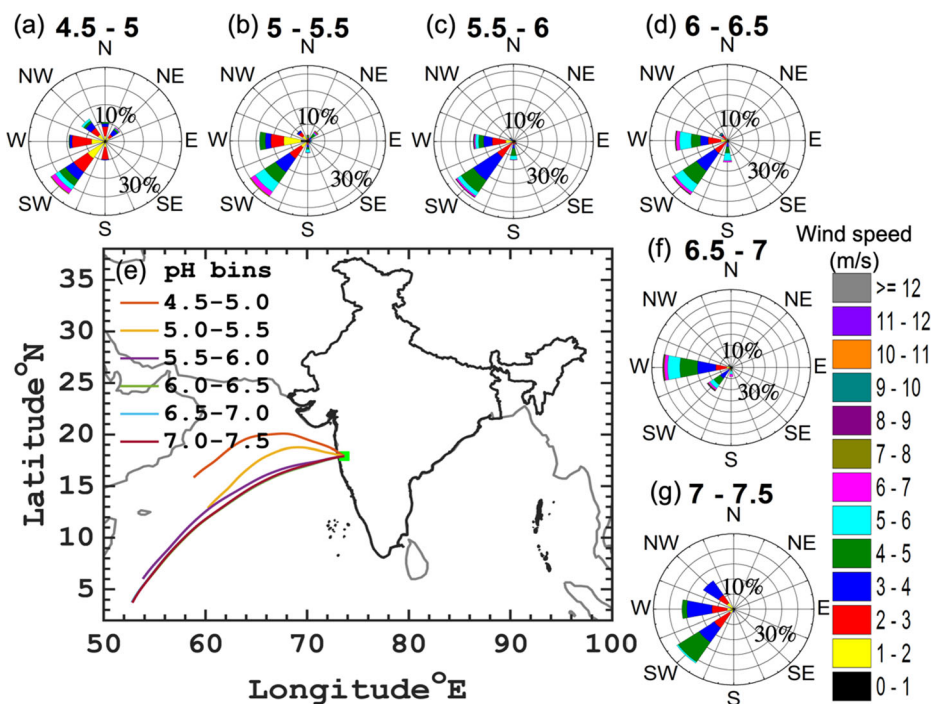 (a) 4.5 - 5
N
NW
NE
W
E
10%
30%
SW
SE
S
(b) 5 - 5.5
N
NW
NE
W
E
10%
30%
SW
SE
S
(c) 5.5 - 6
N
NW
NE
W
E
10%
30%
SW
SE
S
(d) 6 - 6.5
N
NW
NE
W
E
10%
30%
SW
SE
S
(e) pH bins
4.5-5.0
5.0-5.5
5.5-6.0
6.0-6.5
6.5-7.0
7.0-7.5
Latitude°N
35
30
25
20
15
10
5
50 60 70 80 90 100
Longitude°E
(f) 6.5 - 7
N
NW
NE
W
E
10%
30%
SW
SE
S
(g) 7 - 7.5
N
NW
NE
W
E
10%
30%
SW
SE
S
Wind speed
(m/s)
>= 12
11 - 12
10 - 11
9 - 10
8 - 9
7 - 8
6 - 7
5 - 6
4 - 5
3 - 4
2 - 3
1 - 2
0 - 1